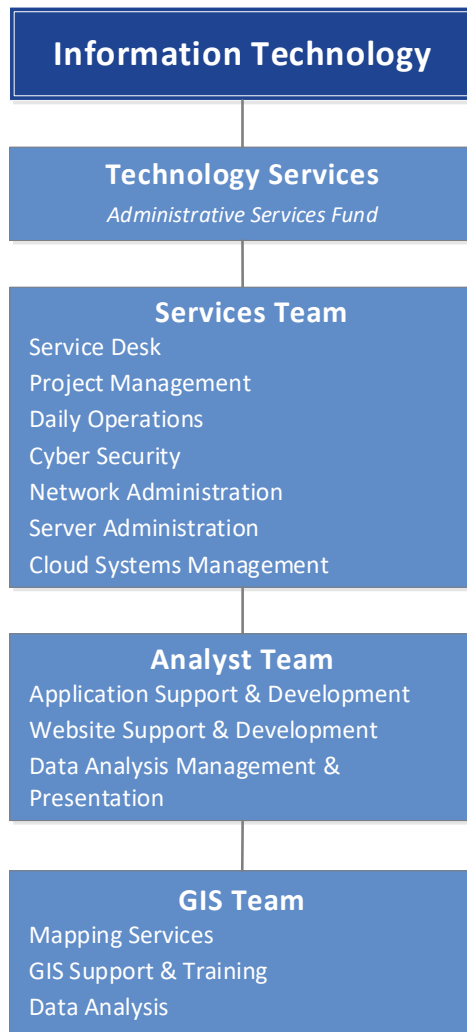 Information Technology
Technology Services
Administrative Services Fund
Services Team
Service Desk
Project Management
Daily Operations
Cyber Security
Network Administration
Server Administration
Cloud Systems Management
Analyst Team
Application Support & Development
Website Support & Development
Data Analysis Management &
Presentation
GIS Team
Mapping Services
GIS Support & Training
Data Analysis